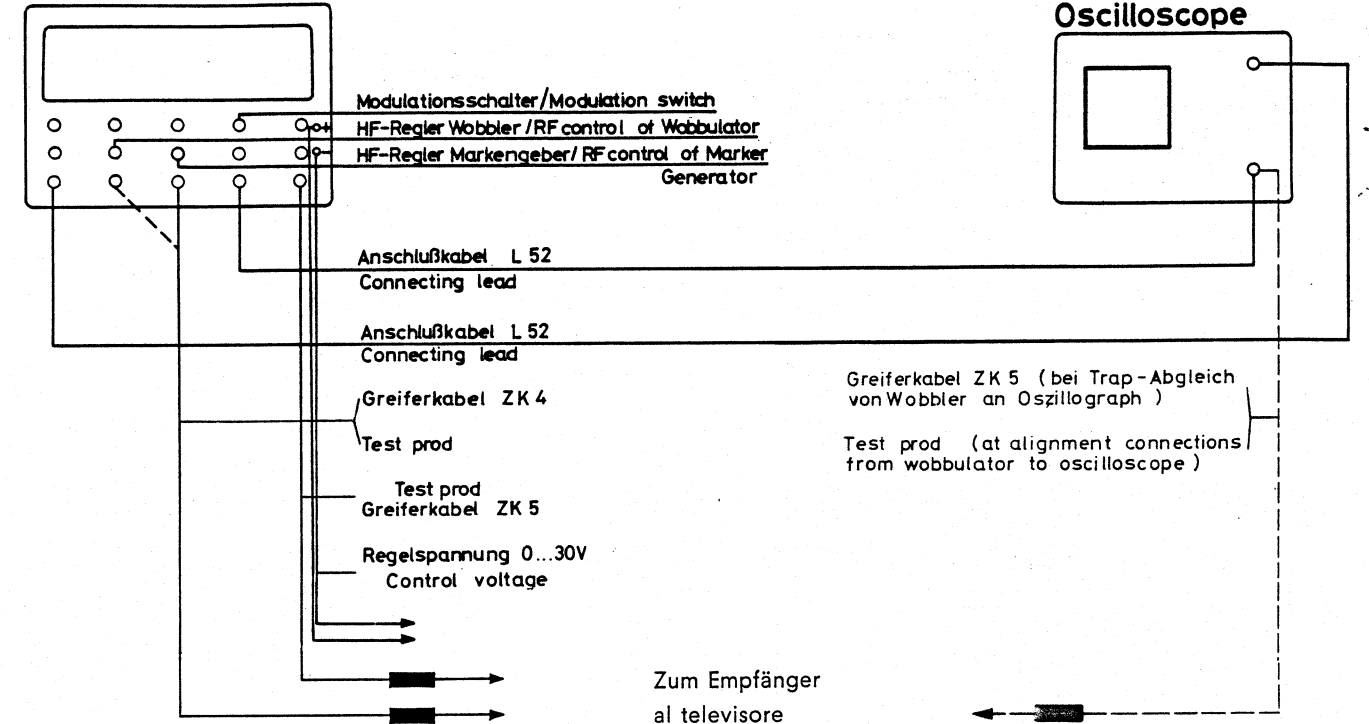 Oscilloscope
Modulationsschalter/Modulation switch
HF-Regler Wobbler/RF control of Wobbulator
HF-Regler Markengeber/RF control of Marker
Generator
Anschlußkabel L 52
Connecting lead
Anschlußkabel L 52
Connecting lead
Greiferkabel ZK 4
Test prod
Greiferkabel ZK 5 (bei Trap-Abgleich
von Wobbler an Oszillograph)
Test prod (at alignment connections
from wobbulator to oscilloscope)
Test prod
Greiferkabel ZK 5
Regelspannung 0...30V
Control voltage
Zum Empfänger
al televisore